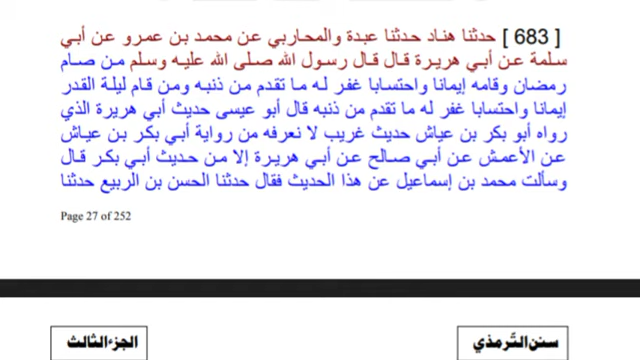 [ 683 ] حدثنا هناد حدثنا عبدة والمحاربي عن محمد بن عمرو عن أبي
سلمة عن أبي هريرة قال قال رسول الله صلى الله عليه وسلم من صام
رمضان وقامه إيمانا واحتسابا غفر له ما تقدم من ذنبه ومن قام ليلة القدر
إيمانا واحتسابا غفر له ما تقدم من ذنبه قال أبو عيسى حديث أبي هريرة الذي
رواه أبو بكر بن عياش حديث غريب لا نعرفه من رواية أبي بكر بن عياش
عن الأعمش عن أبي صالح عن أبي هريرة إلا من حديث أبي بكر قال
وسألت محمد بن إسماعيل عن هذا الحديث فقال حدثنا الحسن بن الربيع حدثنا
Page 27 of 252
سنن الترمذي
الجزء الثالث